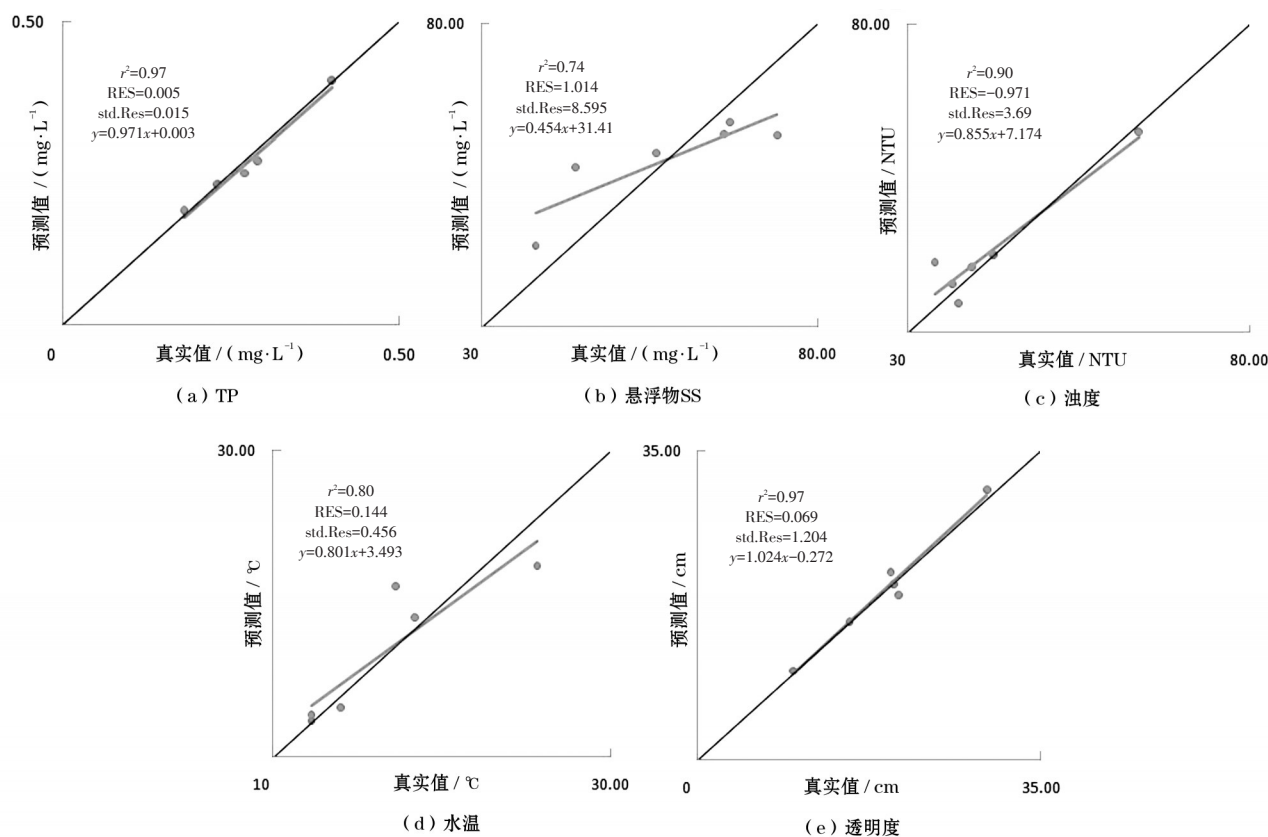 0.50
r²=0.97
RES=0.005
std.Res=0.015
y=0.971x+0.003
预测值 / (mg·L⁻¹)
0
真实值 / (mg·L⁻¹)
0.50
(a) TP
80.00
r²=0.74
RES=1.014
std.Res=8.595
y=0.454x+31.41
预测值 / (mg·L⁻¹)
30
真实值 / (mg·L⁻¹)
80.00
(b) 悬浮物SS
80.00
r²=0.90
RES=-0.971
std.Res=3.69
y=0.855x+7.174
预测值 / NTU
30
真实值 / NTU
80.00
(c) 浊度
30.00
r²=0.80
RES=0.144
std.Res=0.456
y=0.801x+3.493
预测值 / ℃
10
真实值 / ℃
30.00
(d) 水温
35.00
r²=0.97
RES=0.069
std.Res=1.204
y=1.024x-0.272
预测值 / cm
0
真实值 / cm
35.00
(e) 透明度